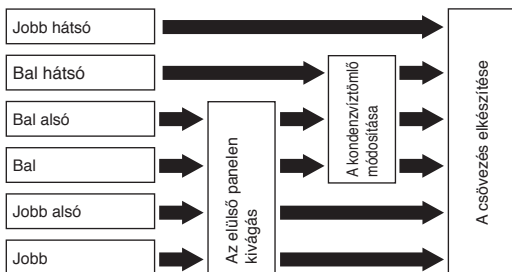 Jobb hátsó
Bal hátsó
Bal alsó
Bal
Jobb alsó
Jobb
Az elülső panelen
kivágás
A kondenzvíztömlő
módosítása
A csövezés elkészítése